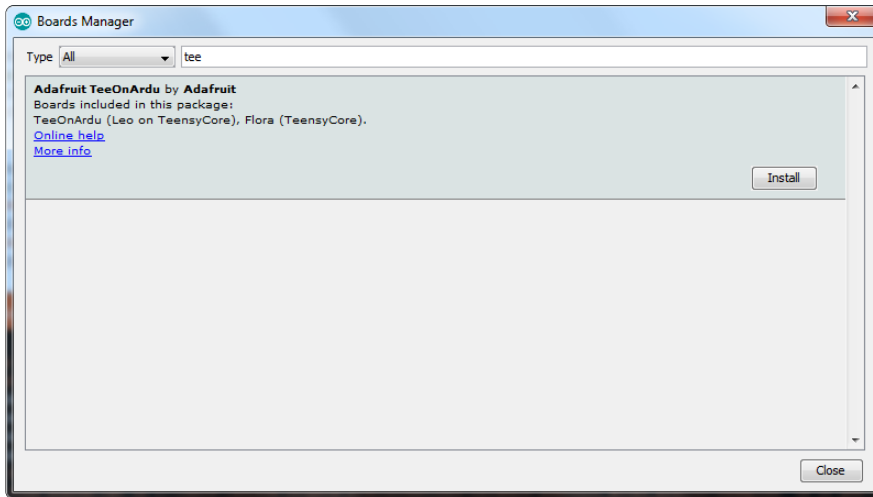 Boards Manager
Type All tee
Adafruit TeeOnArdu by Adafruit
Boards included in this package:
TeeOnArdu (Leo on TeensyCore), Flora (TeensyCore).
Online help
More info
Install
Close